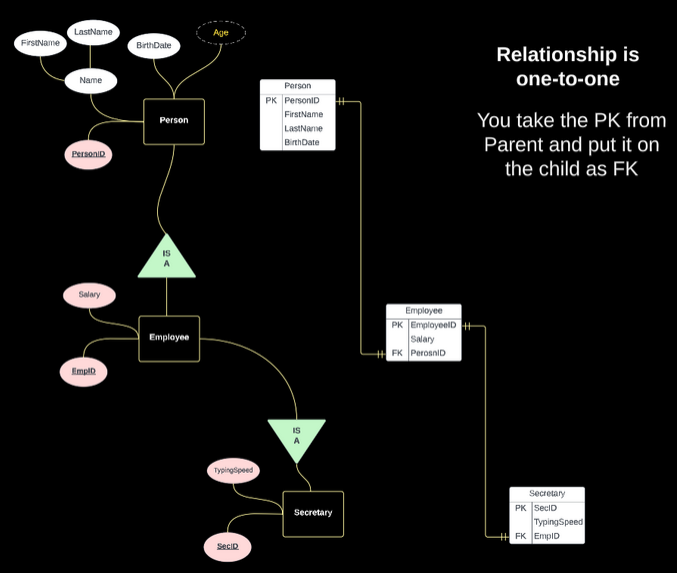 LastName
FirstName
BirthDate
Age
Name
Person
PersonID
IS
A
Salary
Employee
EmpID
IS
A
TypingSpeed
Secretary
SecID
Person
PK PersonID
FirstName
LastName
BirthDate
Employee
PK EmployeeID
Salary
FK PerosnID
Secretary
PK SecID
TypingSpeed
FK EmpID
Relationship is
one-to-one
You take the PK from
Parent and put it on
the child as FK